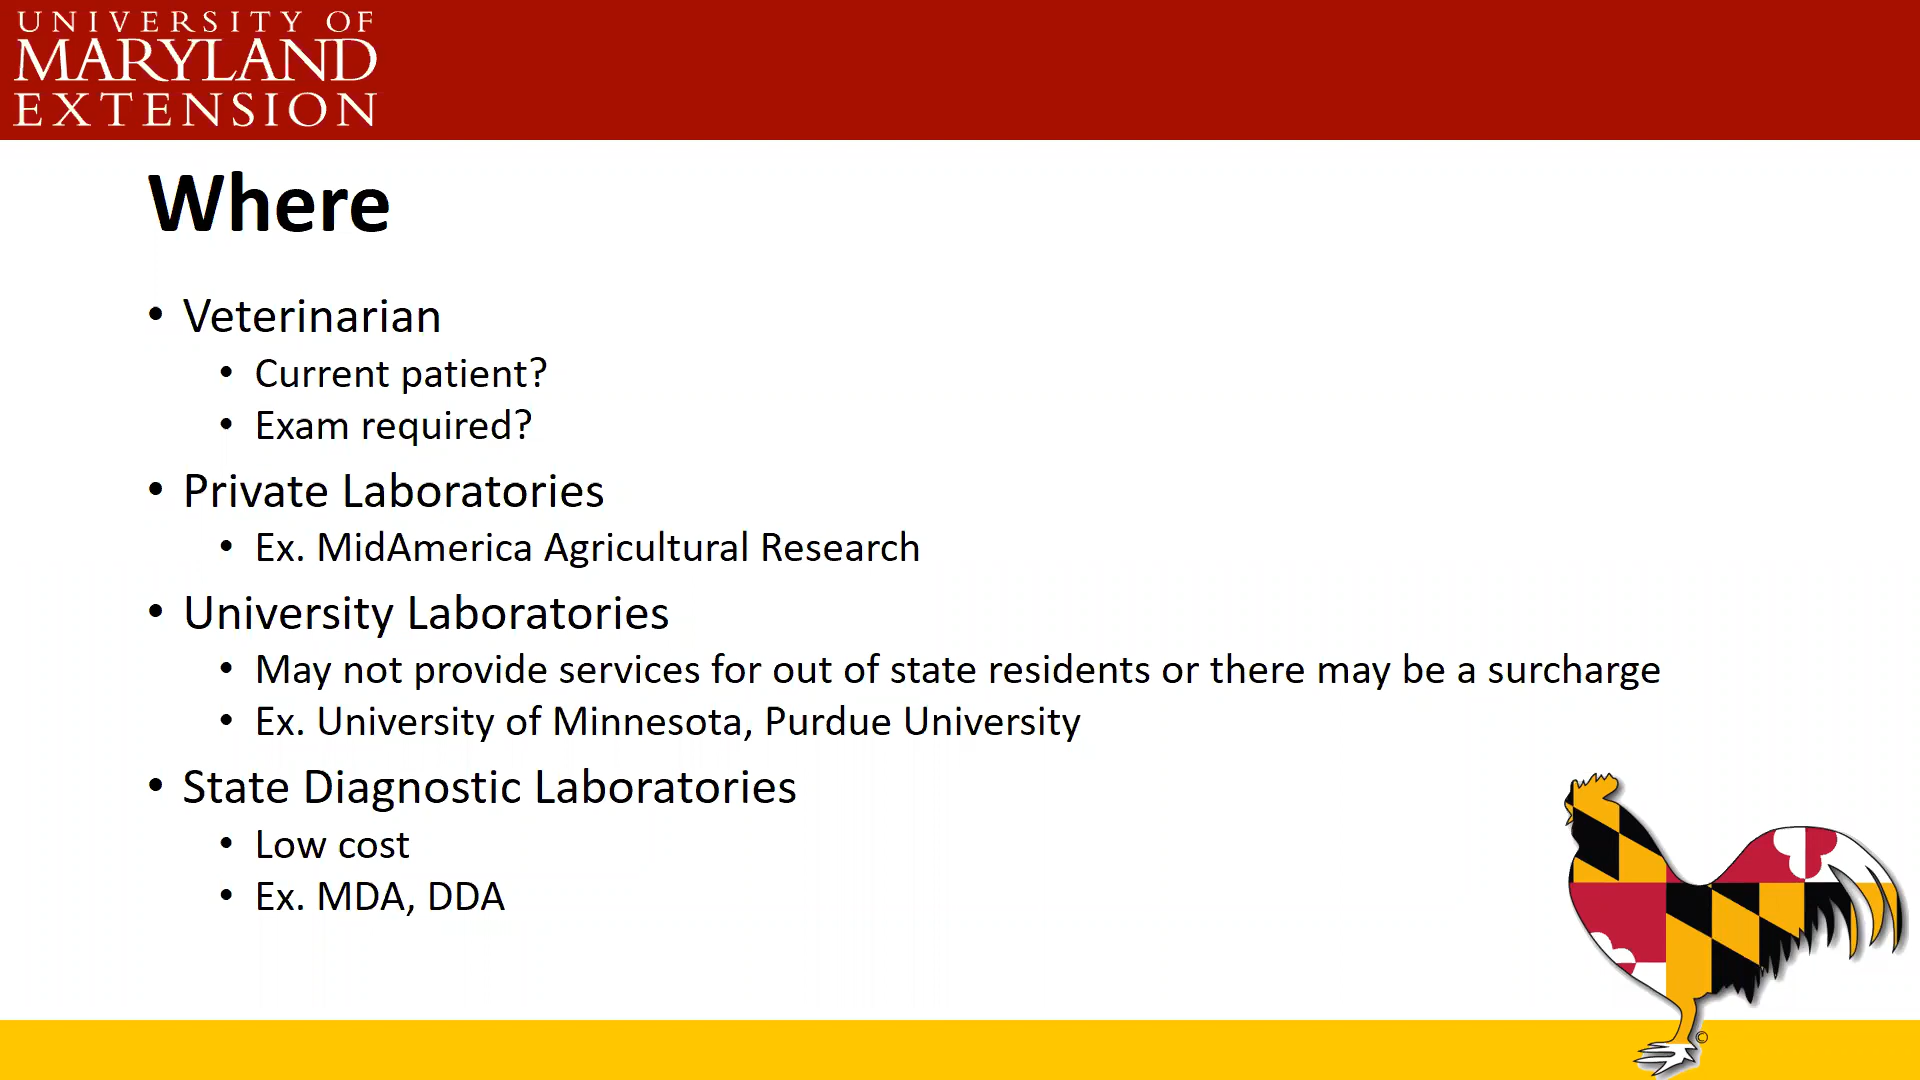 UNIVERSITY OF
MARYLAND
EXTENSION
Where
• Veterinarian
• Current patient?
• Exam required?
• Private Laboratories
• Ex. MidAmerica Agricultural Research
• University Laboratories
• May not provide services for out of state residents or there may be a surcharge
• Ex. University of Minnesota, Purdue University
• State Diagnostic Laboratories
• Low cost
• Ex. MDA, DDA
©